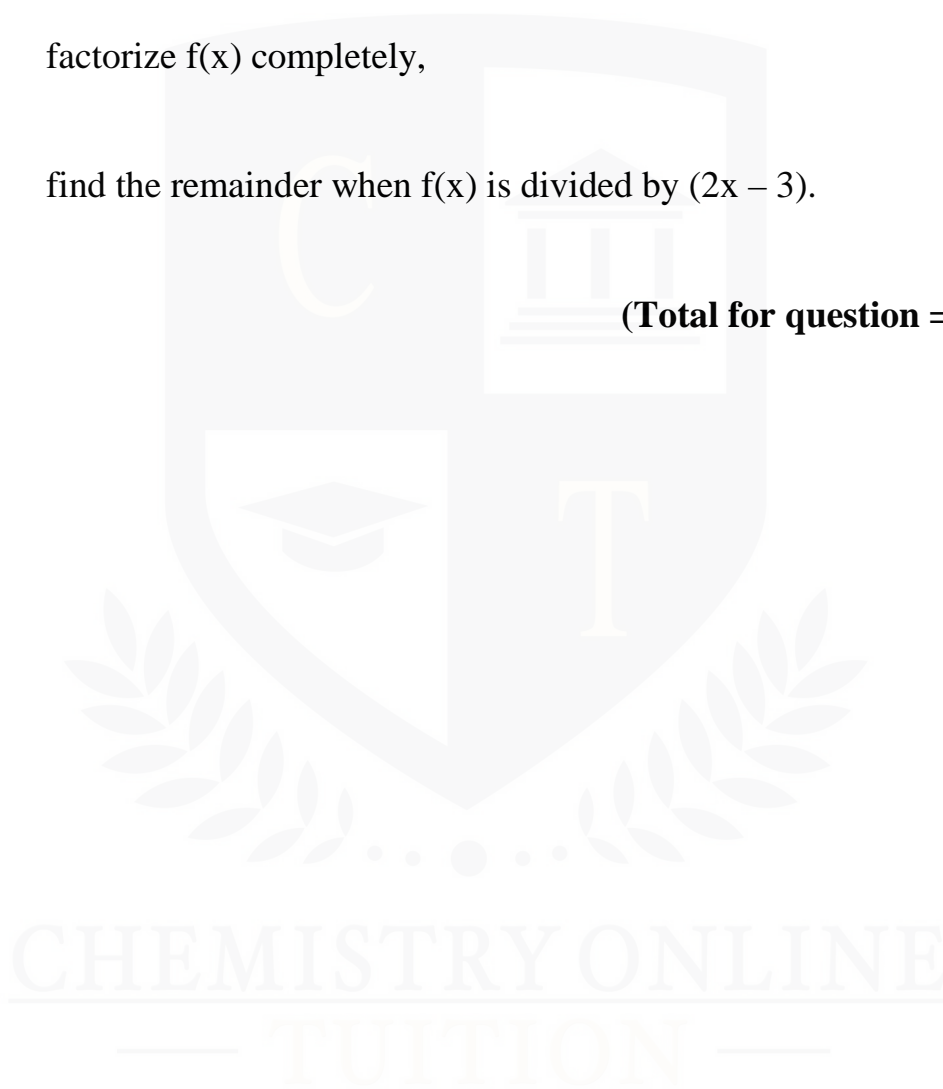 factorize f(x) completely,
find the remainder when f(x) is divided by (2x – 3).
(Total for question =
C
T
CHEMISTRY ONLINE
TUITION